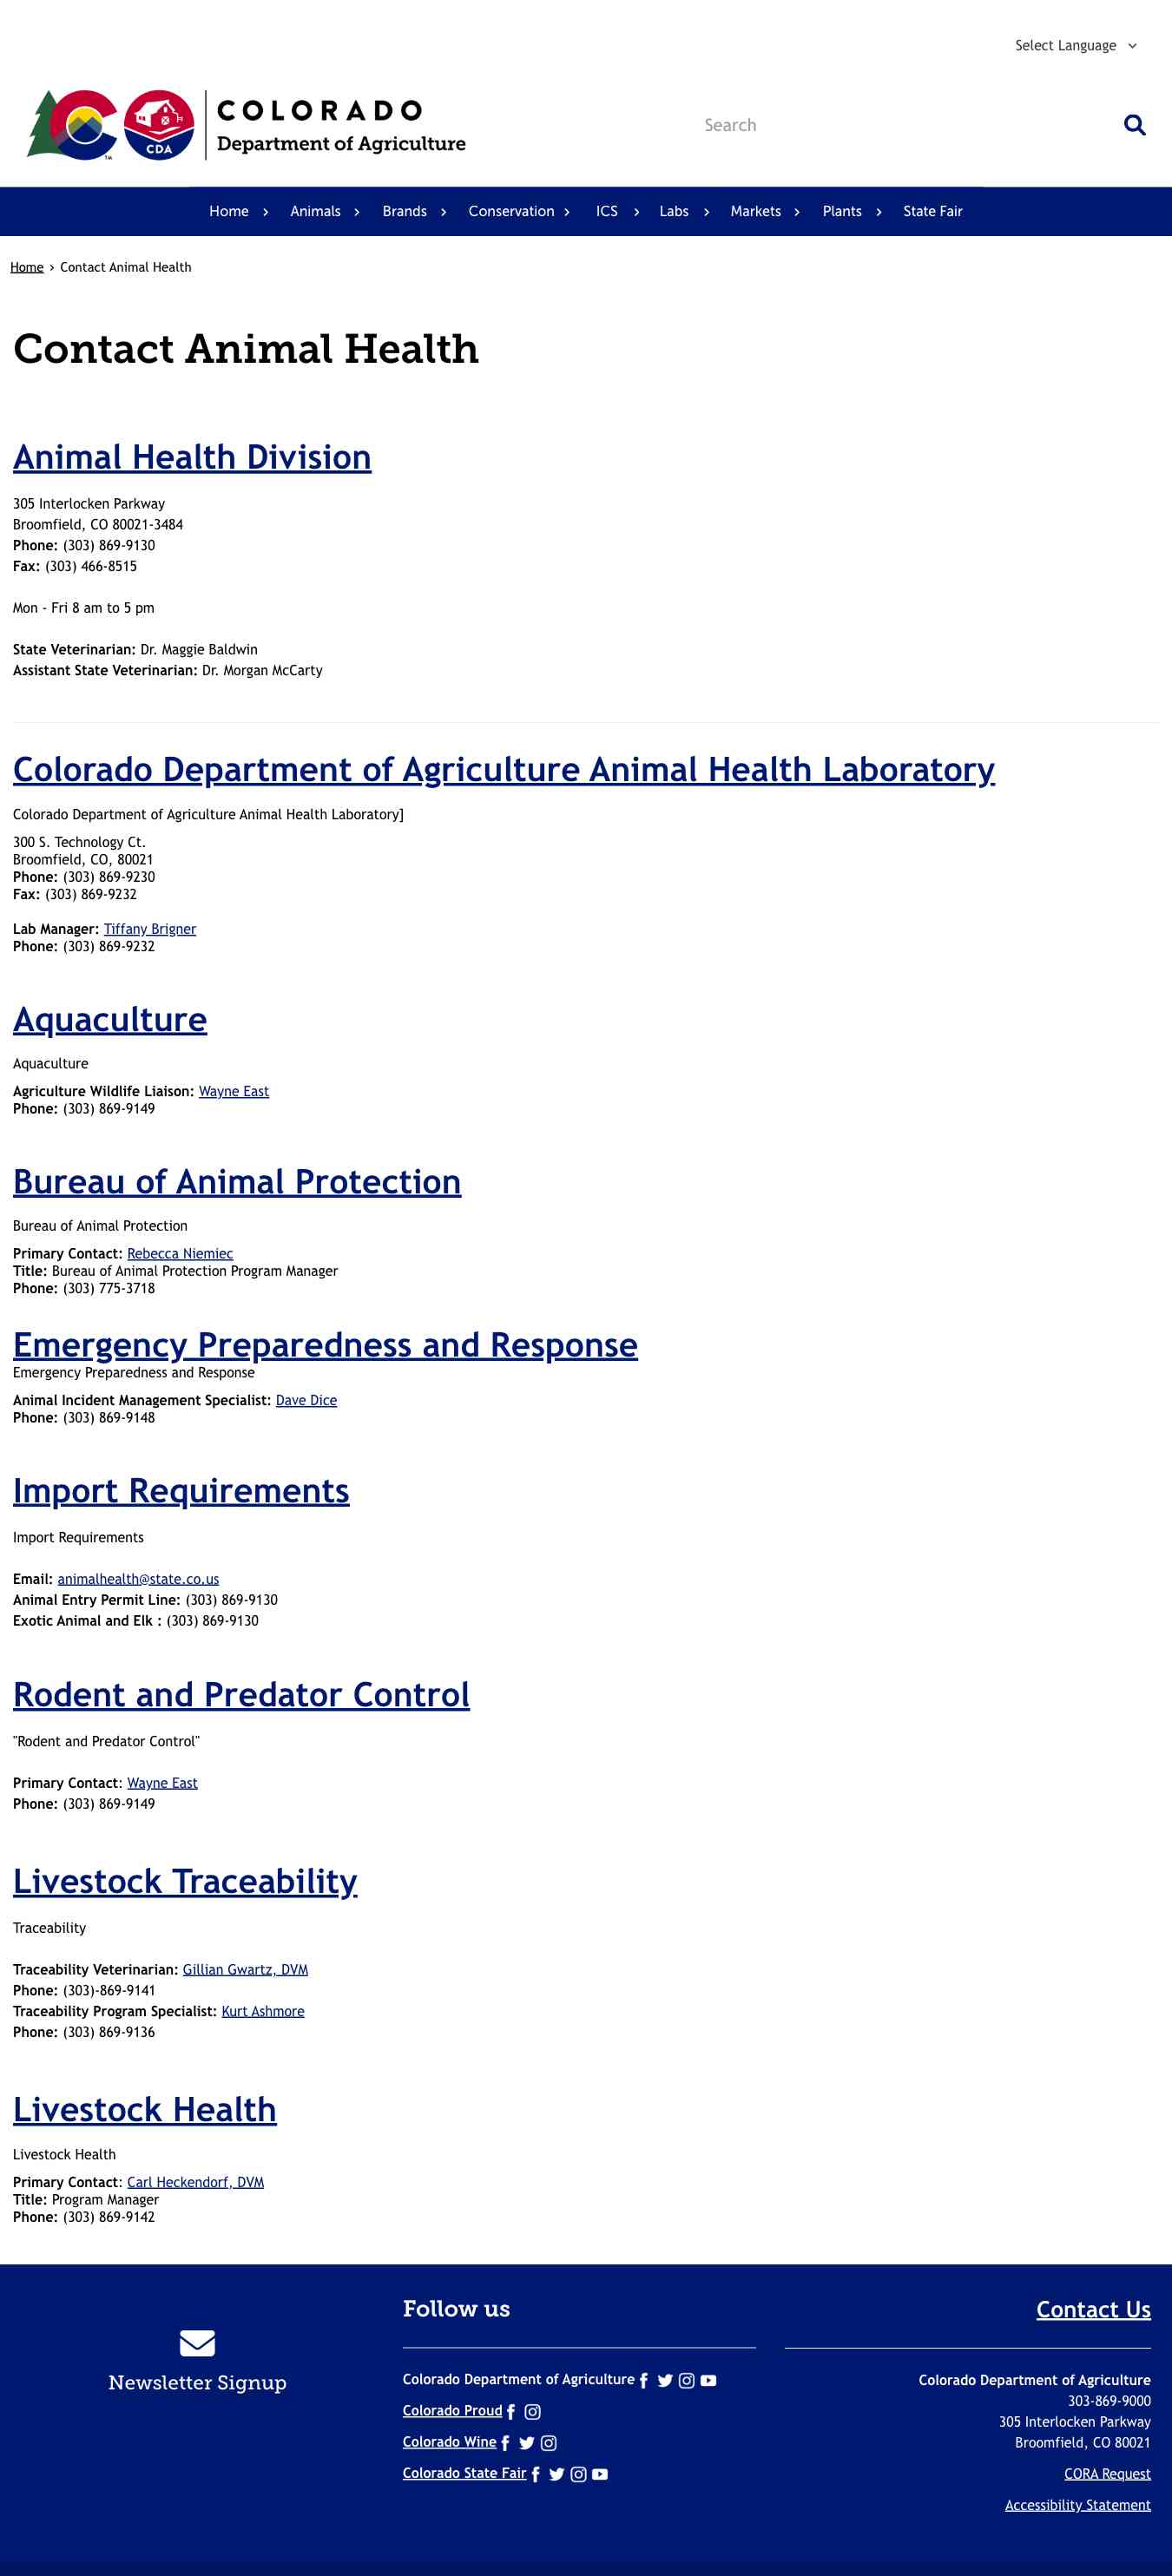 Select Language
COLORADO
Department of Agriculture
CDA
TM
Search
Home Animals Brands Conservation ICS Labs Markets Plants State Fair
Home › Contact Animal Health
Contact Animal Health
Animal Health Division
305 Interlocken Parkway
Broomfield, CO 80021-3484
Phone: (303) 869-9130
Fax: (303) 466-8515
Mon - Fri 8 am to 5 pm
State Veterinarian: Dr. Maggie Baldwin
Assistant State Veterinarian: Dr. Morgan McCarty
Colorado Department of Agriculture Animal Health Laboratory
Colorado Department of Agriculture Animal Health Laboratory]
300 S. Technology Ct.
Broomfield, CO, 80021
Phone: (303) 869-9230
Fax: (303) 869-9232
Lab Manager: Tiffany Brigner
Phone: (303) 869-9232
Aquaculture
Aquaculture
Agriculture Wildlife Liaison: Wayne East
Phone: (303) 869-9149
Bureau of Animal Protection
Bureau of Animal Protection
Primary Contact: Rebecca Niemiec
Title: Bureau of Animal Protection Program Manager
Phone: (303) 775-3718
Emergency Preparedness and Response
Emergency Preparedness and Response
Animal Incident Management Specialist: Dave Dice
Phone: (303) 869-9148
Import Requirements
Import Requirements
Email: animalhealth@state.co.us
Animal Entry Permit Line: (303) 869-9130
Exotic Animal and Elk : (303) 869-9130
Rodent and Predator Control
"Rodent and Predator Control"
Primary Contact: Wayne East
Phone: (303) 869-9149
Livestock Traceability
Traceability
Traceability Veterinarian: Gillian Gwartz, DVM
Phone: (303)-869-9141
Traceability Program Specialist: Kurt Ashmore
Phone: (303) 869-9136
Livestock Health
Livestock Health
Primary Contact: Carl Heckendorf, DVM
Title: Program Manager
Phone: (303) 869-9142
Newsletter Signup
Follow us
Colorado Department of Agriculture
Colorado Proud
Colorado Wine
Colorado State Fair
Contact Us
Colorado Department of Agriculture
303-869-9000
305 Interlocken Parkway
Broomfield, CO 80021
CORA Request
Accessibility Statement